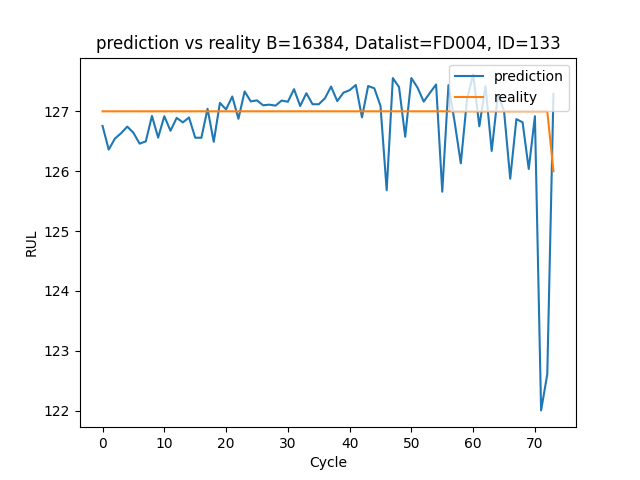 prediction vs reality B=16384, Datalist=FD004, ID=133
prediction
reality
127
126
125
124
123
122
RUL
0 10 20 30 40 50 60 70
Cycle